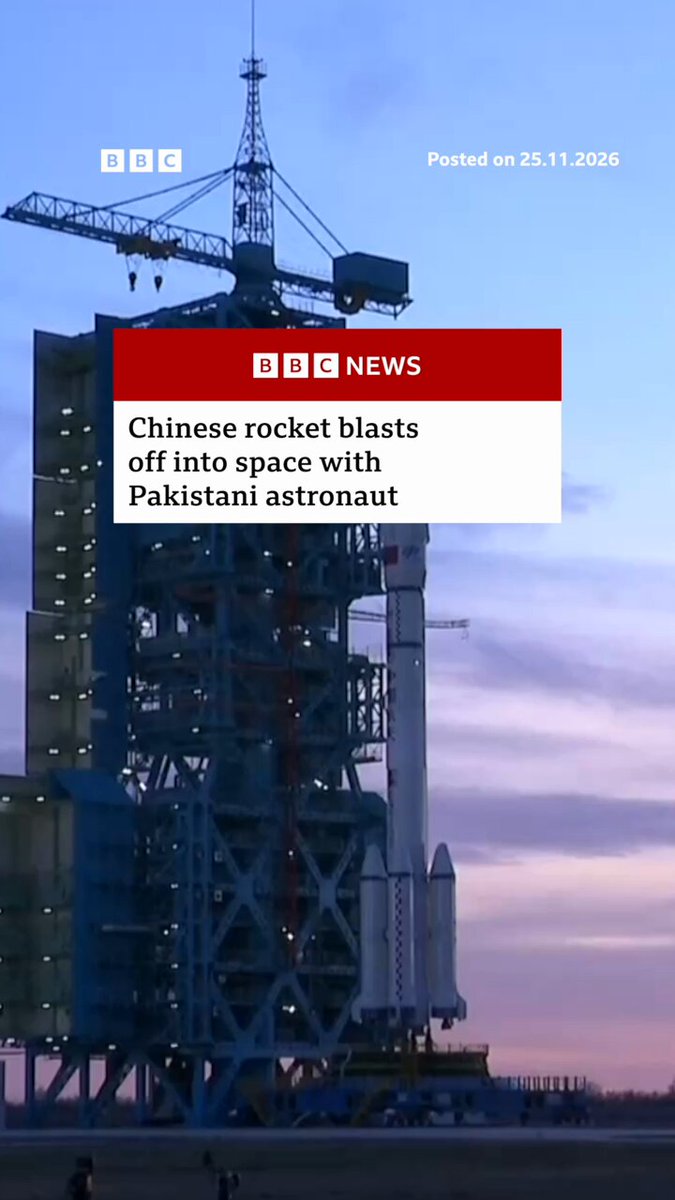 BBC
Posted on 25.11.2026
BBC NEWS
Chinese rocket blasts
off into space with
Pakistani astronaut